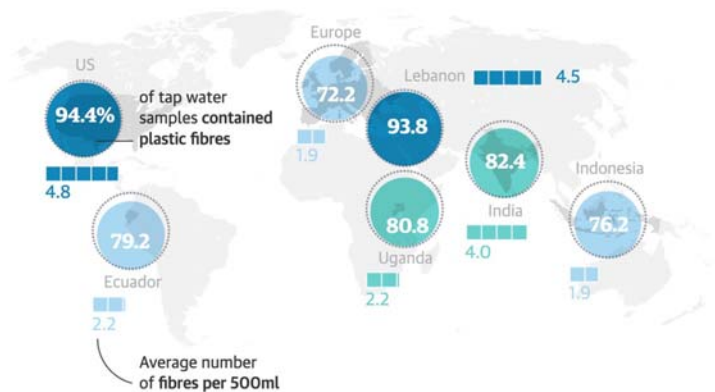 US
94.4%
of tap water
samples contained
plastic fibres
4.8
Europe
72.2
1.9
Lebanon
4.5
93.8
82.4
India
4.0
Indonesia
76.2
1.9
80.8
Uganda
2.2
79.2
Ecuador
2.2
Average number
of fibres per 500ml